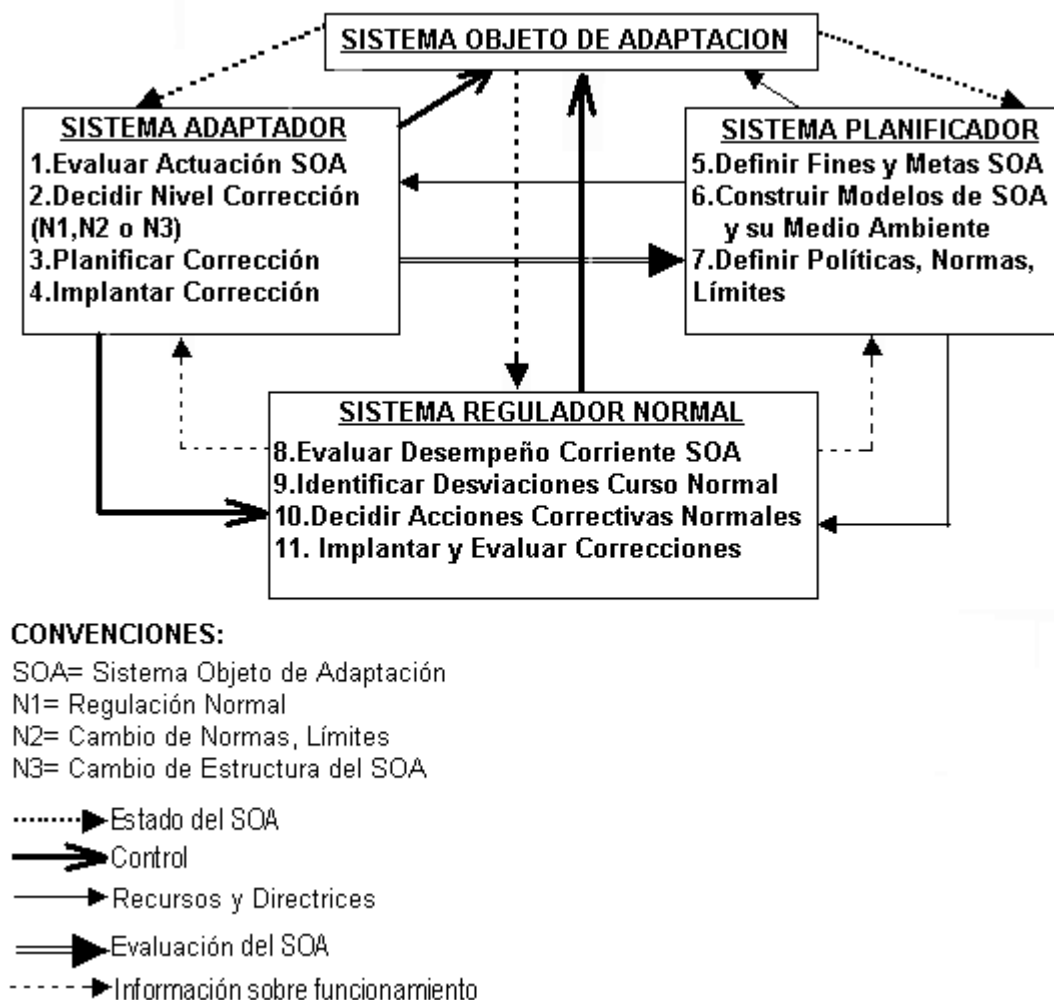 SISTEMA OBJETO DE ADAPTACION
SISTEMA ADAPTADOR
1.Evaluar Actuación SOA
2.Decidir Nivel Corrección
(N1,N2 o N3)
3.Planificar Corrección
4.Implantar Corrección
SISTEMA PLANIFICADOR
5.Definir Fines y Metas SOA
6.Construir Modelos de SOA
y su Medio Ambiente
7.Definir Políticas, Normas,
Límites
SISTEMA REGULADOR NORMAL
8.Evaluar Desempeño Corriente SOA
9.Identificar Desviaciones Curso Normal
10.Decidir Acciones Correctivas Normales
11. Implantar y Evaluar Correcciones
CONVENCIONES:
SOA= Sistema Objeto de Adaptación
N1= Regulación Normal
N2= Cambio de Normas, Límites
N3= Cambio de Estructura del SOA
Estado del SOA
Control
Recursos y Directrices
Evaluación del SOA
Información sobre funcionamiento